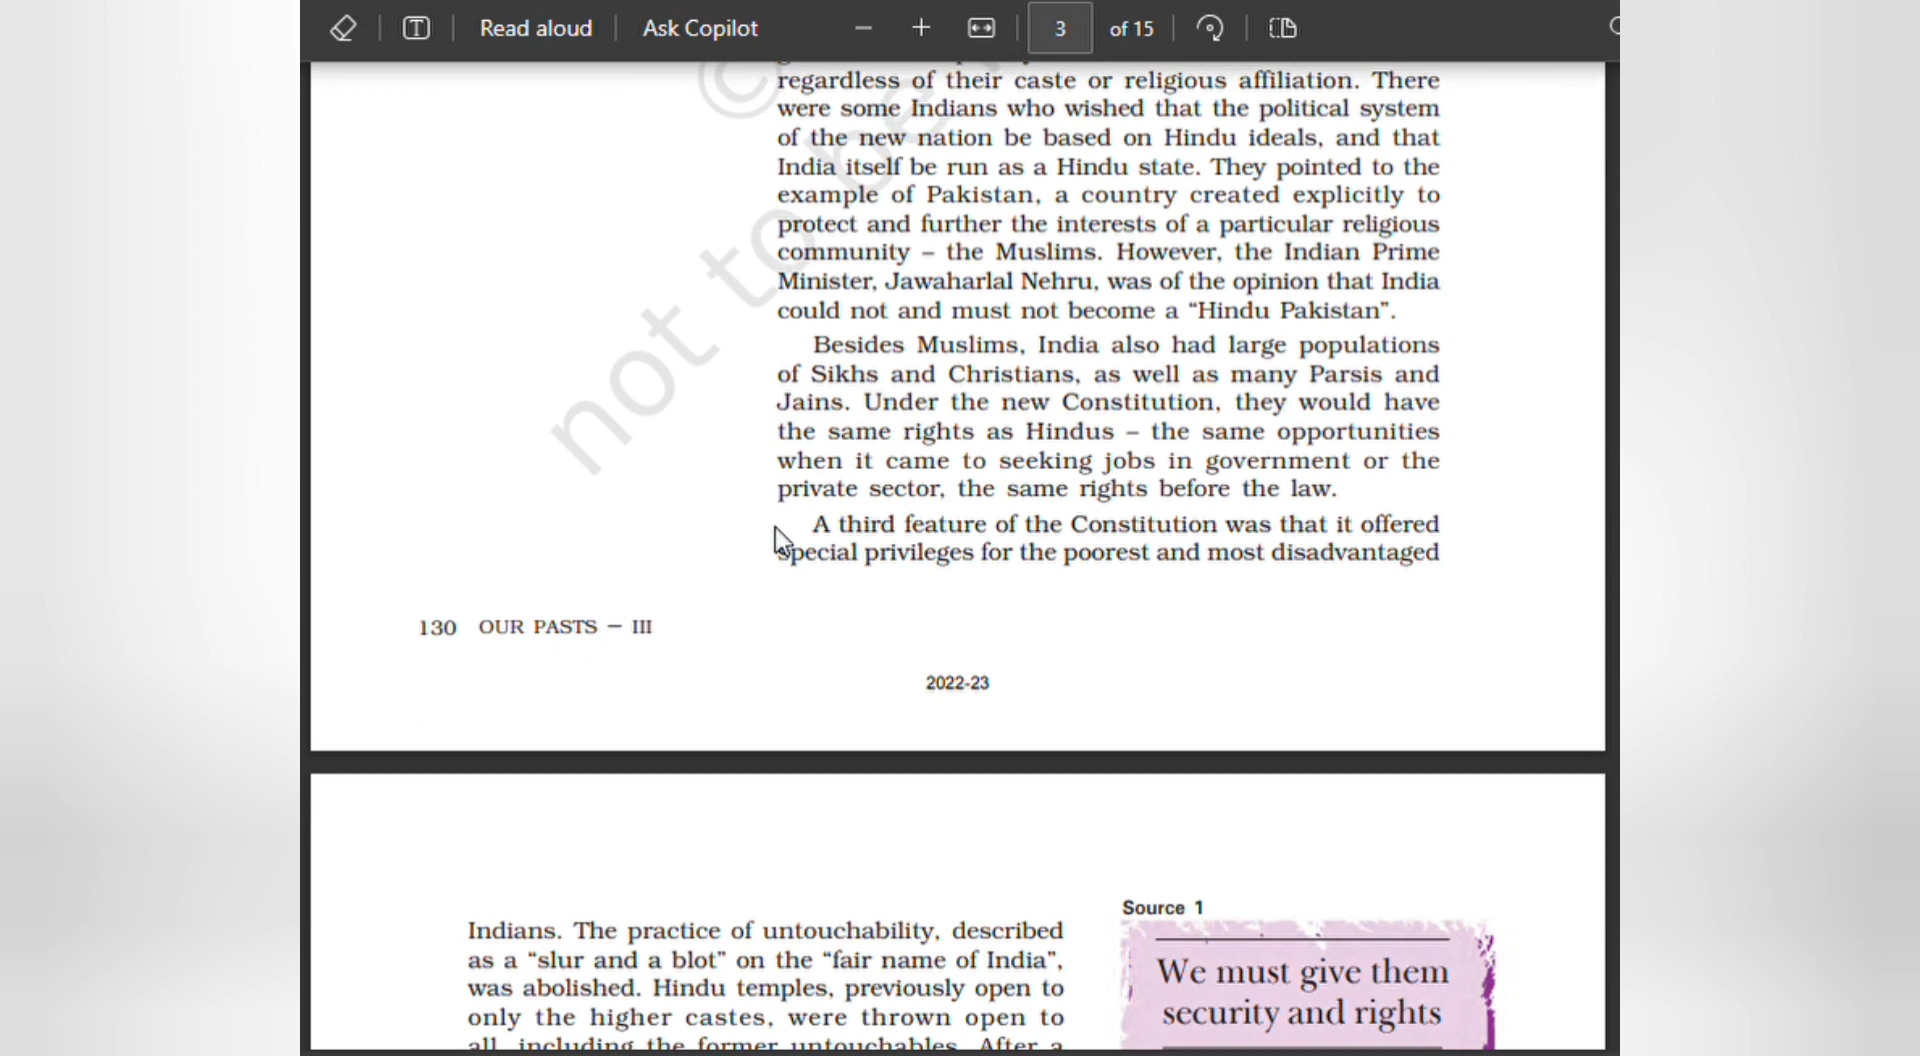 Read aloud
Ask Copilot
3 of 15
regardless of their caste or religious affiliation. There
were some Indians who wished that the political system
of the new nation be based on Hindu ideals, and that
India itself be run as a Hindu state. They pointed to the
example of Pakistan, a country created explicitly to
protect and further the interests of a particular religious
community – the Muslims. However, the Indian Prime
Minister, Jawaharlal Nehru, was of the opinion that India
could not and must not become a “Hindu Pakistan”.
Besides Muslims, India also had large populations
of Sikhs and Christians, as well as many Parsis and
Jains. Under the new Constitution, they would have
the same rights as Hindus – the same opportunities
when it came to seeking jobs in government or the
private sector, the same rights before the law.
A third feature of the Constitution was that it offered
special privileges for the poorest and most disadvantaged
© not to be
130 OUR PASTS – III
2022-23
Indians. The practice of untouchability, described
as a “slur and a blot” on the “fair name of India”,
was abolished. Hindu temples, previously open to
only the higher castes, were thrown open to
all, including the former untouchables. After a
Source 1
We must give them
security and rights